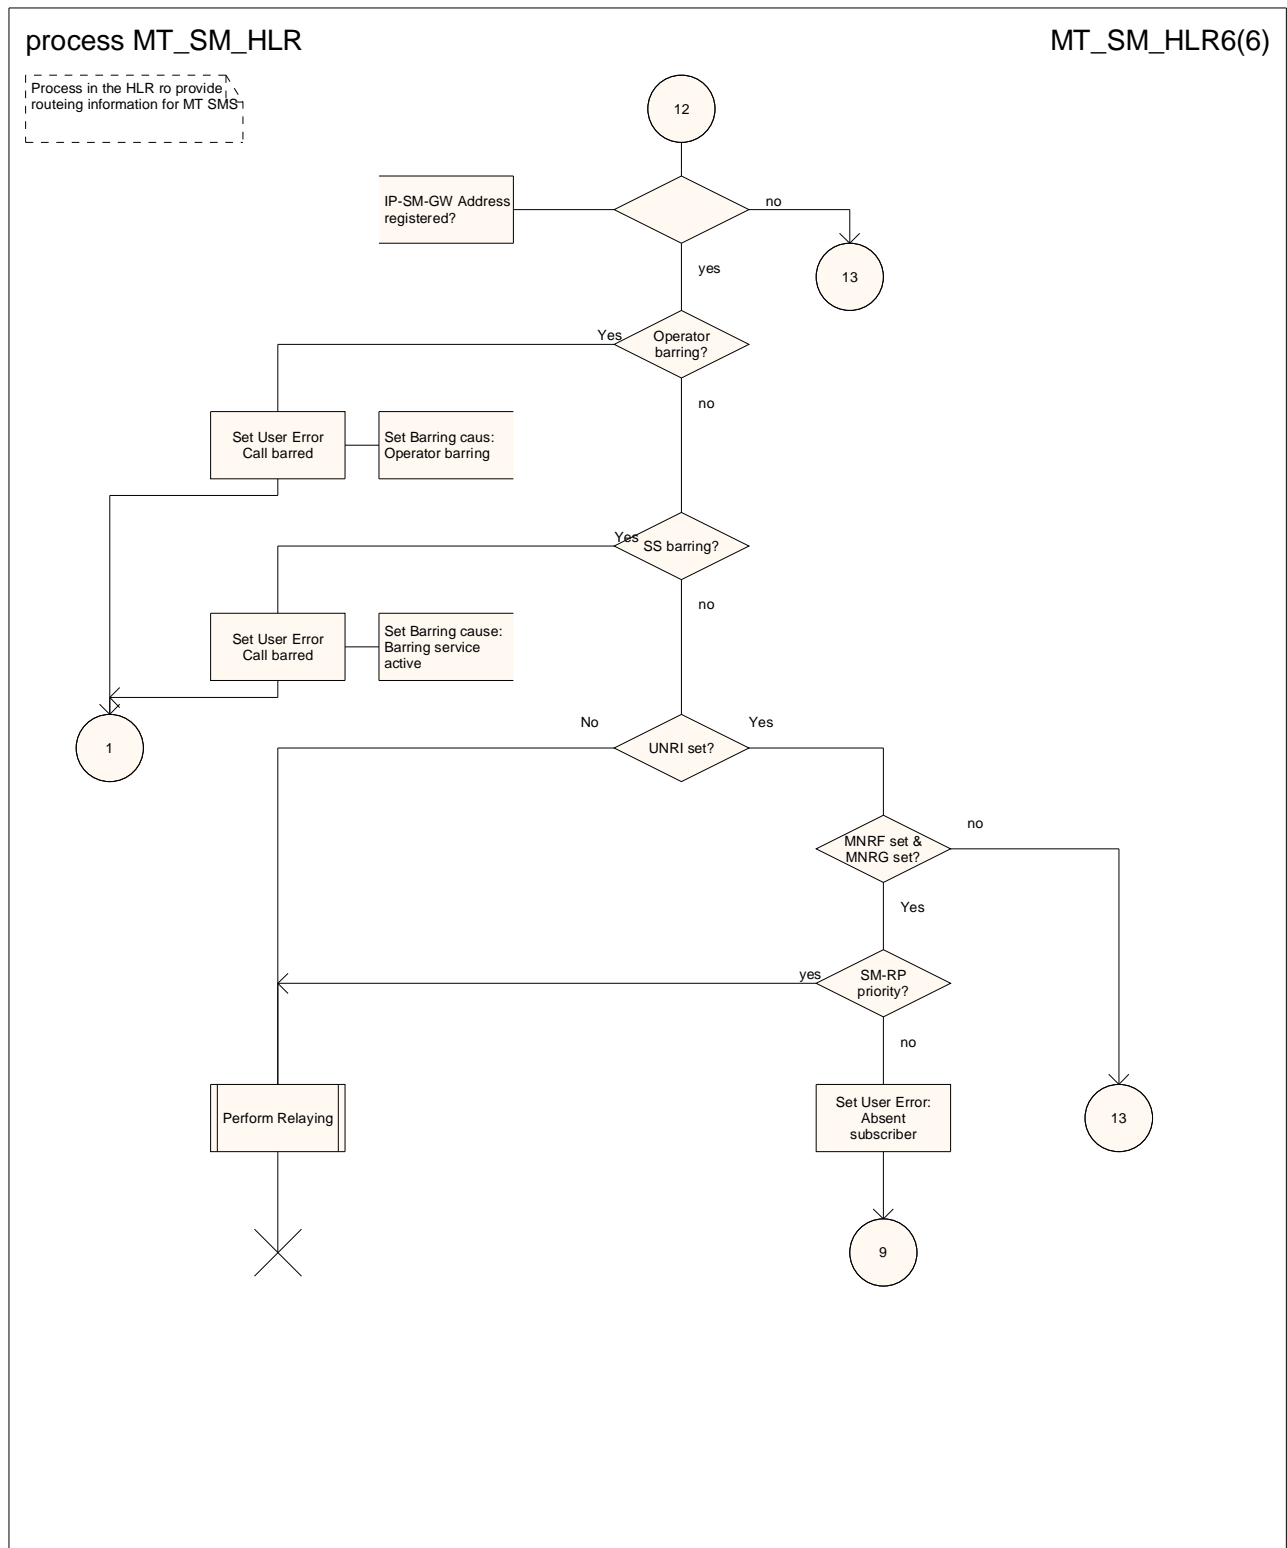 process MT_SM_HLR
MT_SM_HLR6(6)
Process in the HLR ro provide
routeing information for MT SMS
12
IP-SM-GW Address
registered?
no
13
yes
Operator
barring?
Yes
no
Set User Error
Call barred
Set Barring caus:
Operator barring
SS barring?
Yes
no
Set User Error
Call barred
Set Barring cause:
Barring service
active
1
No
UNRI set?
Yes
MNRF set &
MNRG set?
no
Yes
yes
SM-RP
priority?
no
Perform Relaying
Set User Error:
Absent
subscriber
13
9